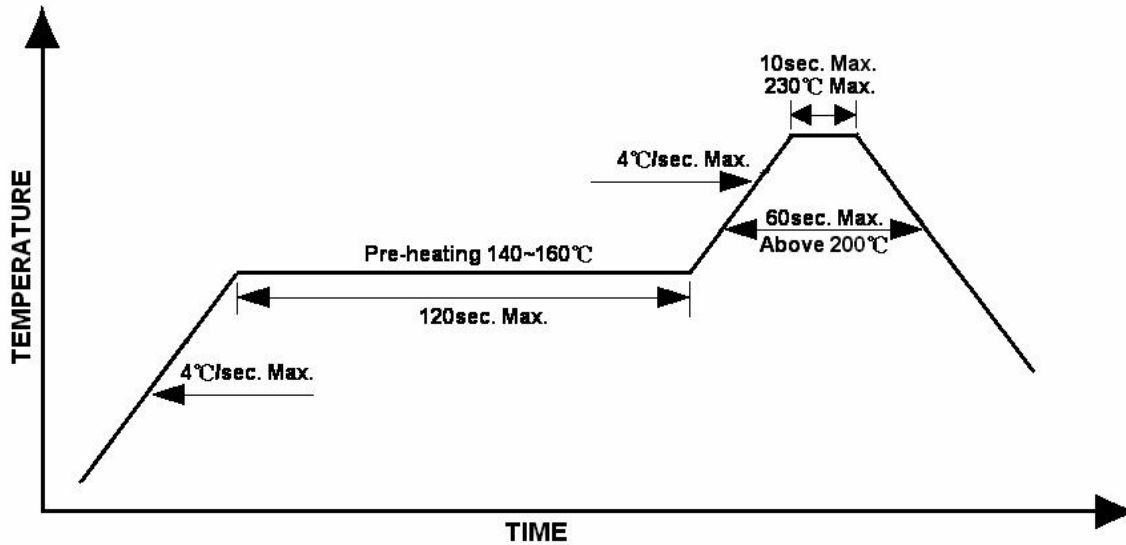 10sec. Max.
230℃ Max.
4℃/sec. Max.
60sec. Max.
Above 200℃
Pre-heating 140~160℃
120sec. Max.
4℃/sec. Max.
TEMPERATURE
TIME